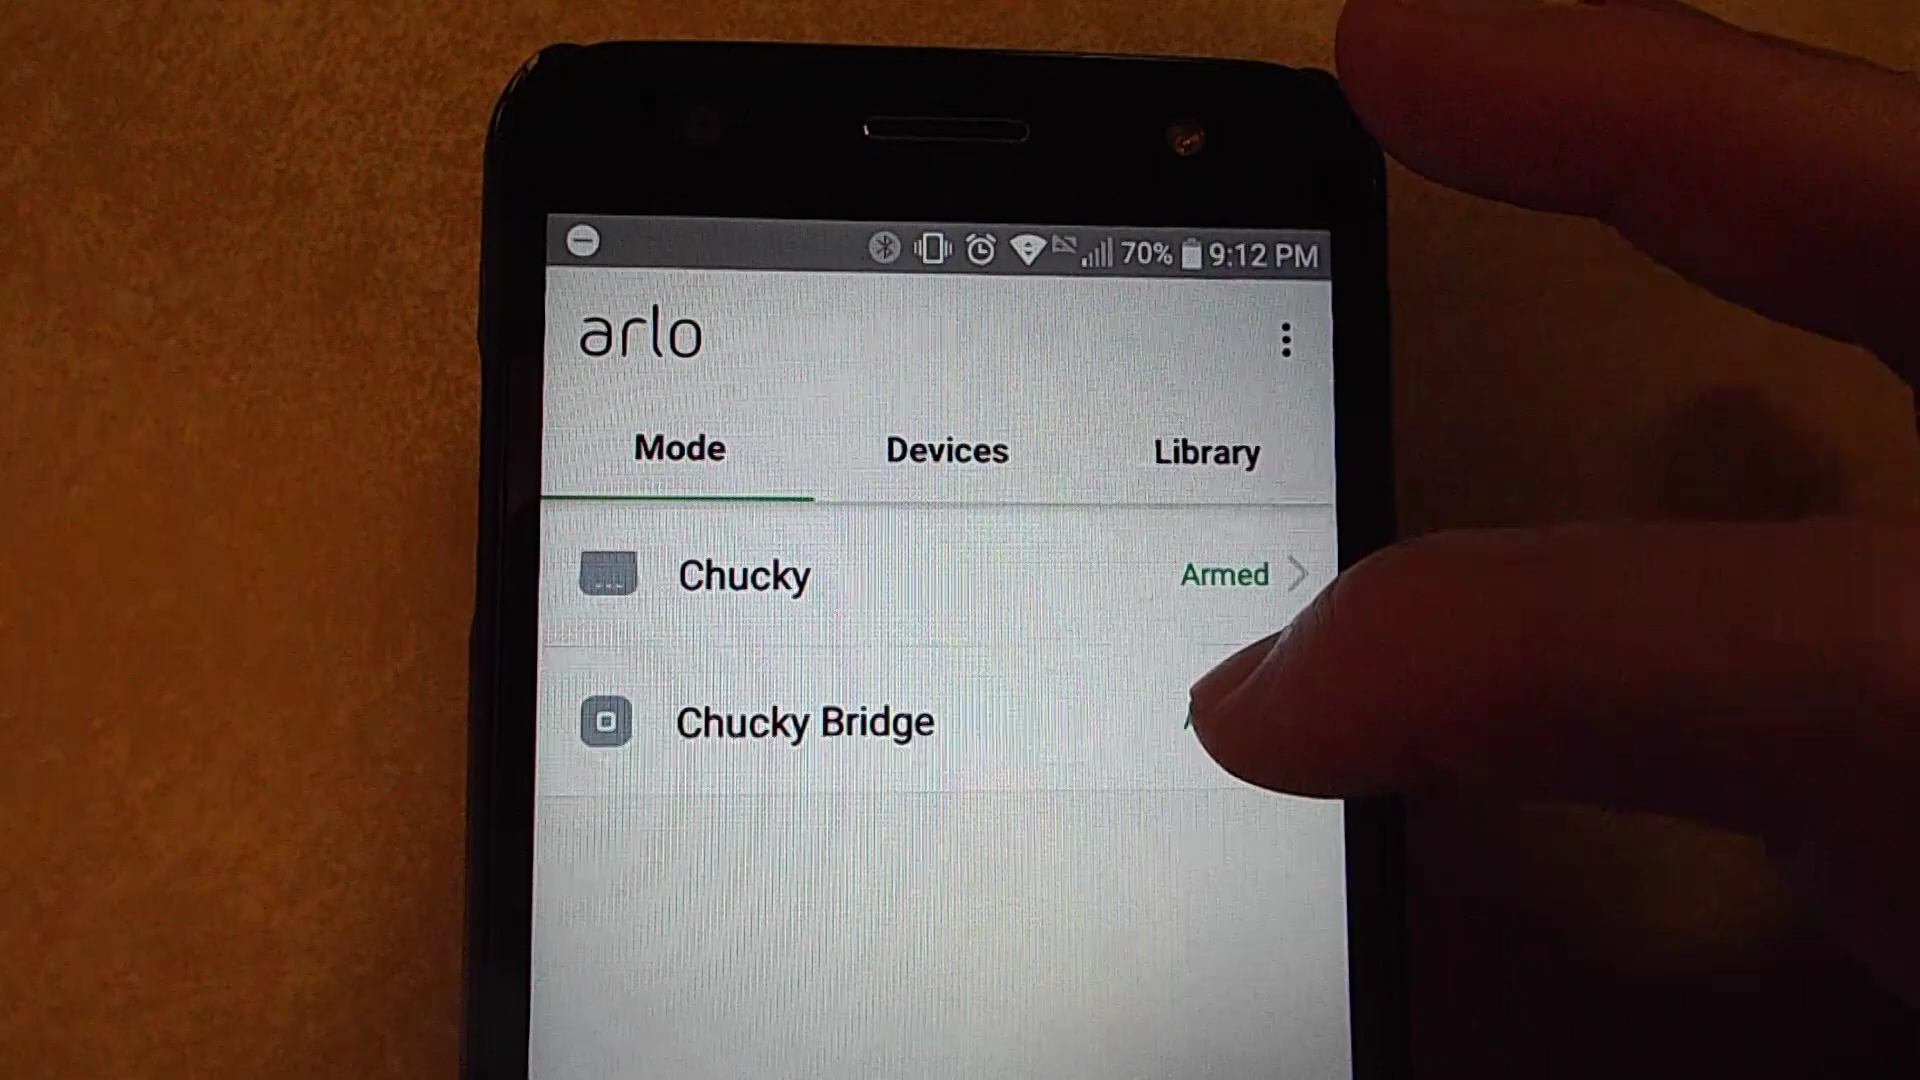 70% 9:12 PM
arlo
Mode Devices Library
Chucky Armed
Chucky Bridge